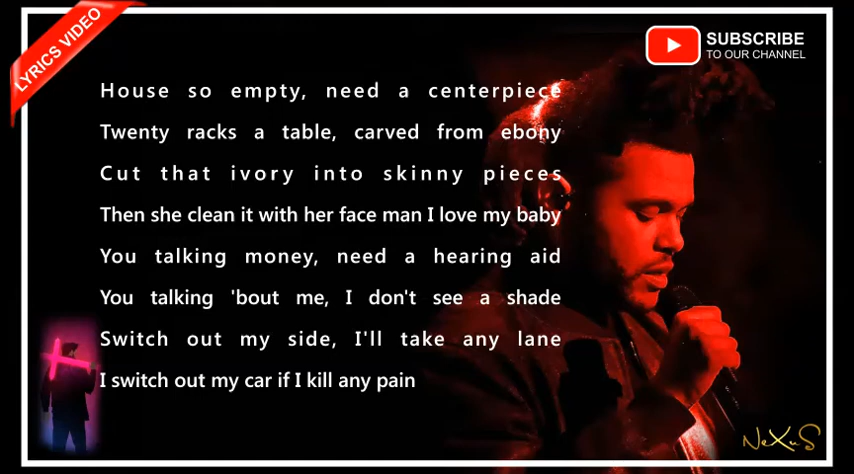 LYRICS VIDEO
SUBSCRIBE
TO OUR CHANNEL
House so empty, need a centerpiece
Twenty racks a table, carved from ebony
Cut that ivory into skinny pieces
Then she clean it with her face man I love my baby
You talking money, need a hearing aid
You talking 'bout me, I don't see a shade
Switch out my side, I'll take any lane
I switch out my car if I kill any pain
NeXuS